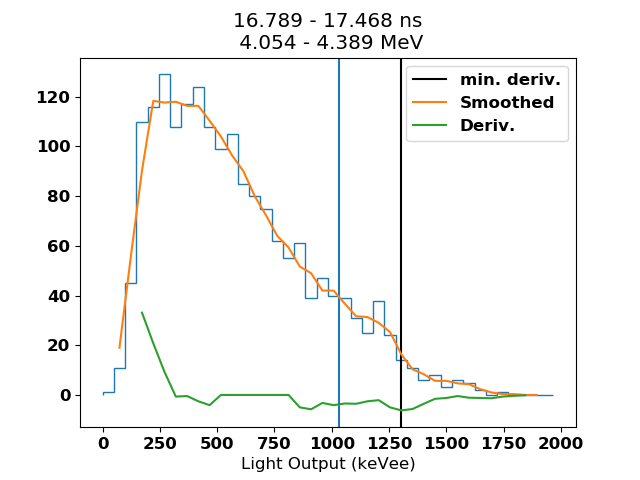 16.789 - 17.468 ns
4.054 - 4.389 MeV
min. deriv.
Smoothed
Deriv.
120
100
80
60
40
20
0
0 250 500 750 1000 1250 1500 1750 2000
Light Output (keVee)